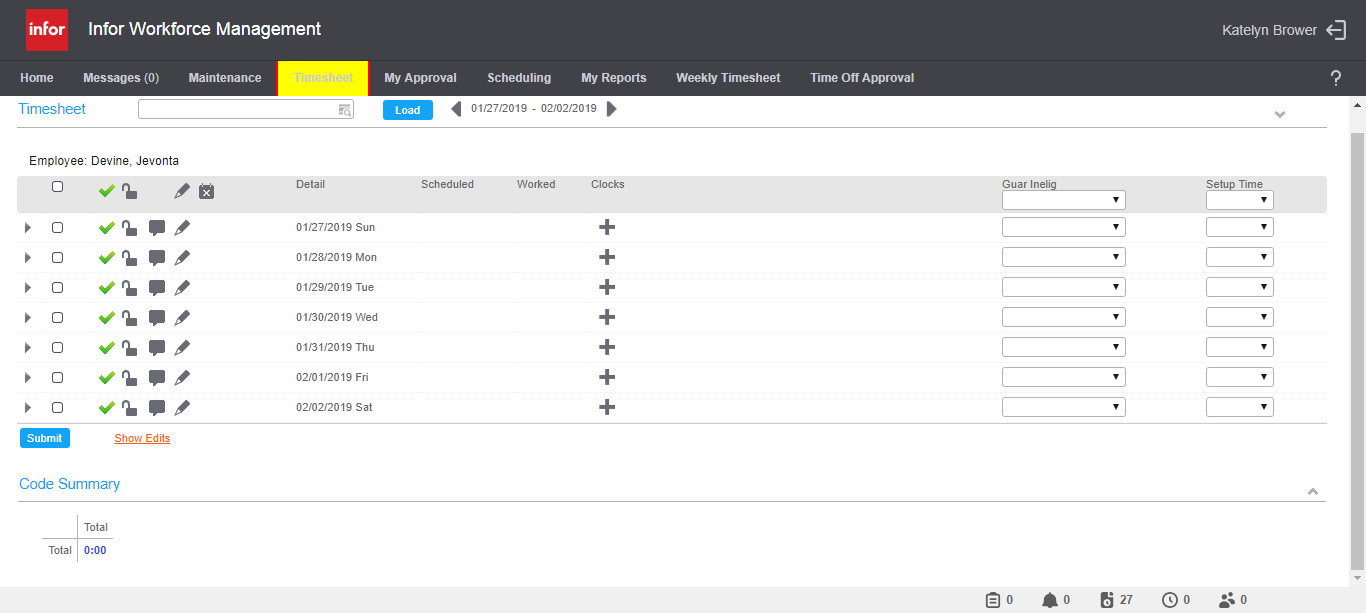 infor Infor Workforce Management Katelyn Brower
Home Messages (0) Maintenance Timesheet My Approval Scheduling My Reports Weekly Timesheet Time Off Approval ?
Timesheet Load 01/27/2019 - 02/02/2019
Employee: Devine, Jevonta
Detail Scheduled Worked Clocks Guar Inelig Setup Time
01/27/2019 Sun
01/28/2019 Mon
01/29/2019 Tue
01/30/2019 Wed
01/31/2019 Thu
02/01/2019 Fri
02/02/2019 Sat
Submit Show Edits
Code Summary
Total
Total 0:00
0 0 27 0 0